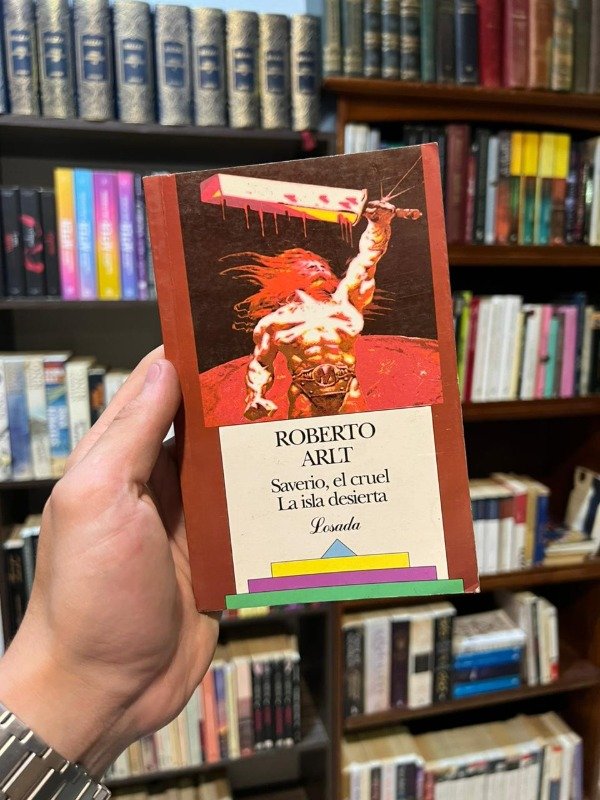 ROBERTO
ARLT
Saverio, el cruel
La isla desierta
Losada